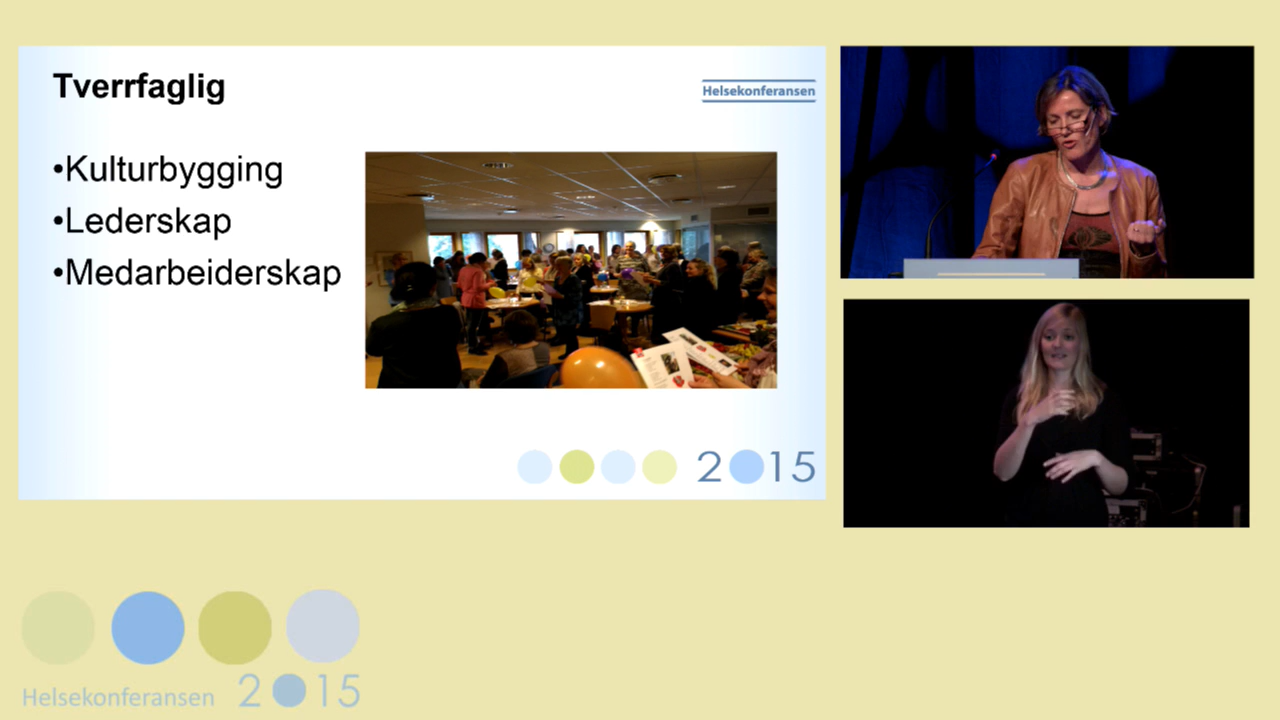 Tverrfaglig
Helsekonferansen
•Kulturbygging
•Lederskap
•Medarbeiderskap
2015
Helsekonferansen 2015